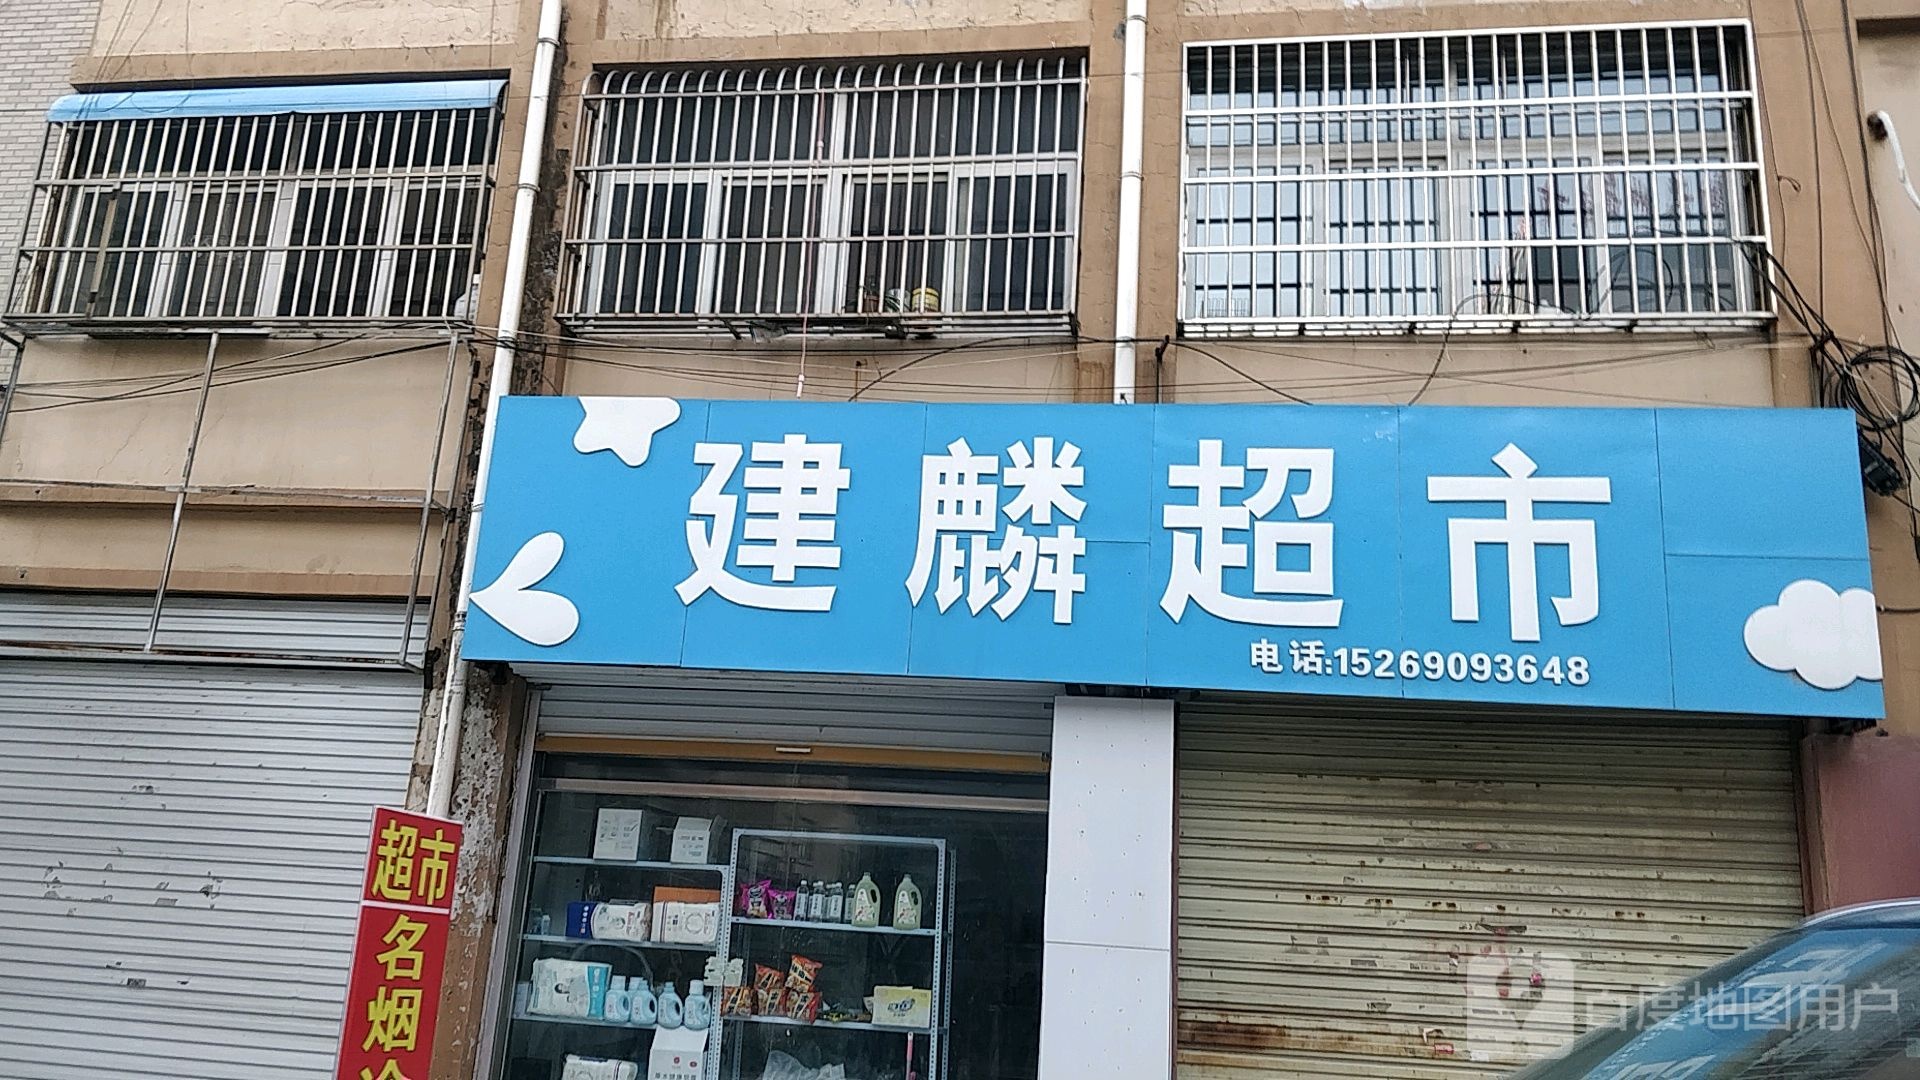 建麟超市
电话:15269093648
超市
名烟
百度地图用户